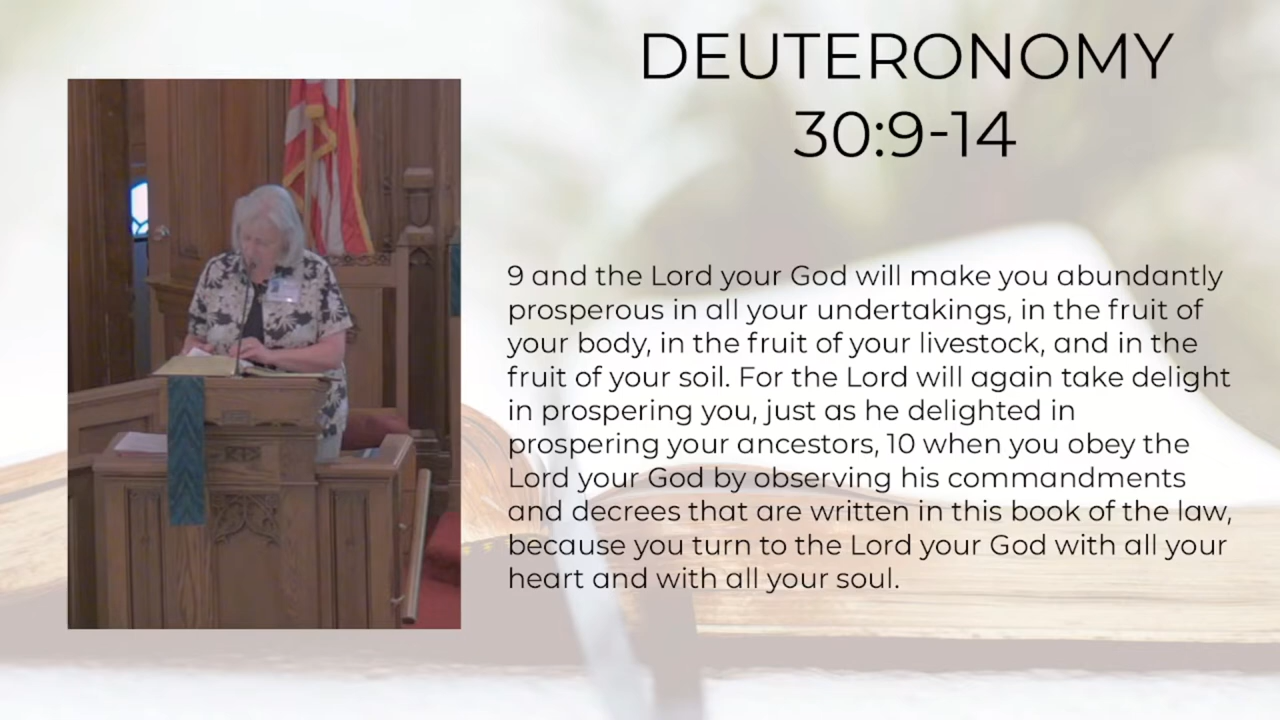 DEUTERONOMY
30:9-14
9 and the Lord your God will make you abundantly
prosperous in all your undertakings, in the fruit of
your body, in the fruit of your livestock, and in the
fruit of your soil. For the Lord will again take delight
in prospering you, just as he delighted in
prospering your ancestors, 10 when you obey the
Lord your God by observing his commandments
and decrees that are written in this book of the law,
because you turn to the Lord your God with all your
heart and with all your soul.